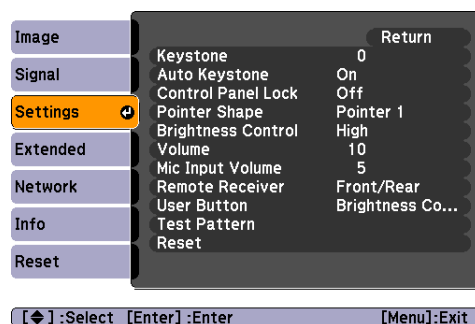 Image
Signal
Settings
Extended
Network
Info
Reset
Return
Keystone 0
Auto Keystone On
Control Panel Lock Off
Pointer Shape Pointer 1
Brightness Control High
Volume 10
Mic Input Volume 5
Remote Receiver Front/Rear
User Button Brightness Co...
Test Pattern
Reset
[◆] :Select [Enter] :Enter [Menu]:Exit